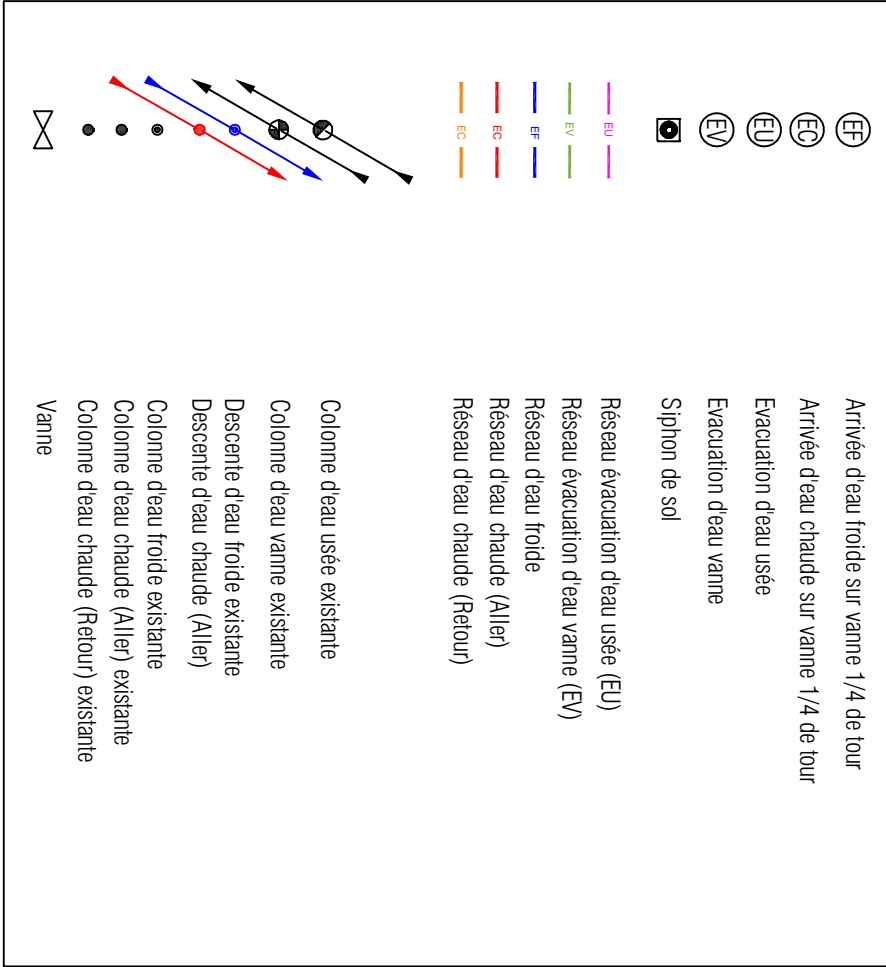 EF Arrivée d'eau froide sur vanne 1/4 de tour
EC Arrivée d'eau chaude sur vanne 1/4 de tour
EU Evacuation d'eau usée
EV Evacuation d'eau vanne
Siphon de sol
EU Réseau évacuation d'eau usée (EU)
EV Réseau évacuation d'eau vanne (EV)
EF Réseau d'eau froide
EC Réseau d'eau chaude (Aller)
EC Réseau d'eau chaude (Retour)
Colonne d'eau usée existante
Colonne d'eau vanne existante
Descente d'eau froide existante
Descente d'eau chaude (Aller)
Colonne d'eau froide existante
Colonne d'eau chaude (Aller) existante
Colonne d'eau chaude (Retour) existante
Vanne